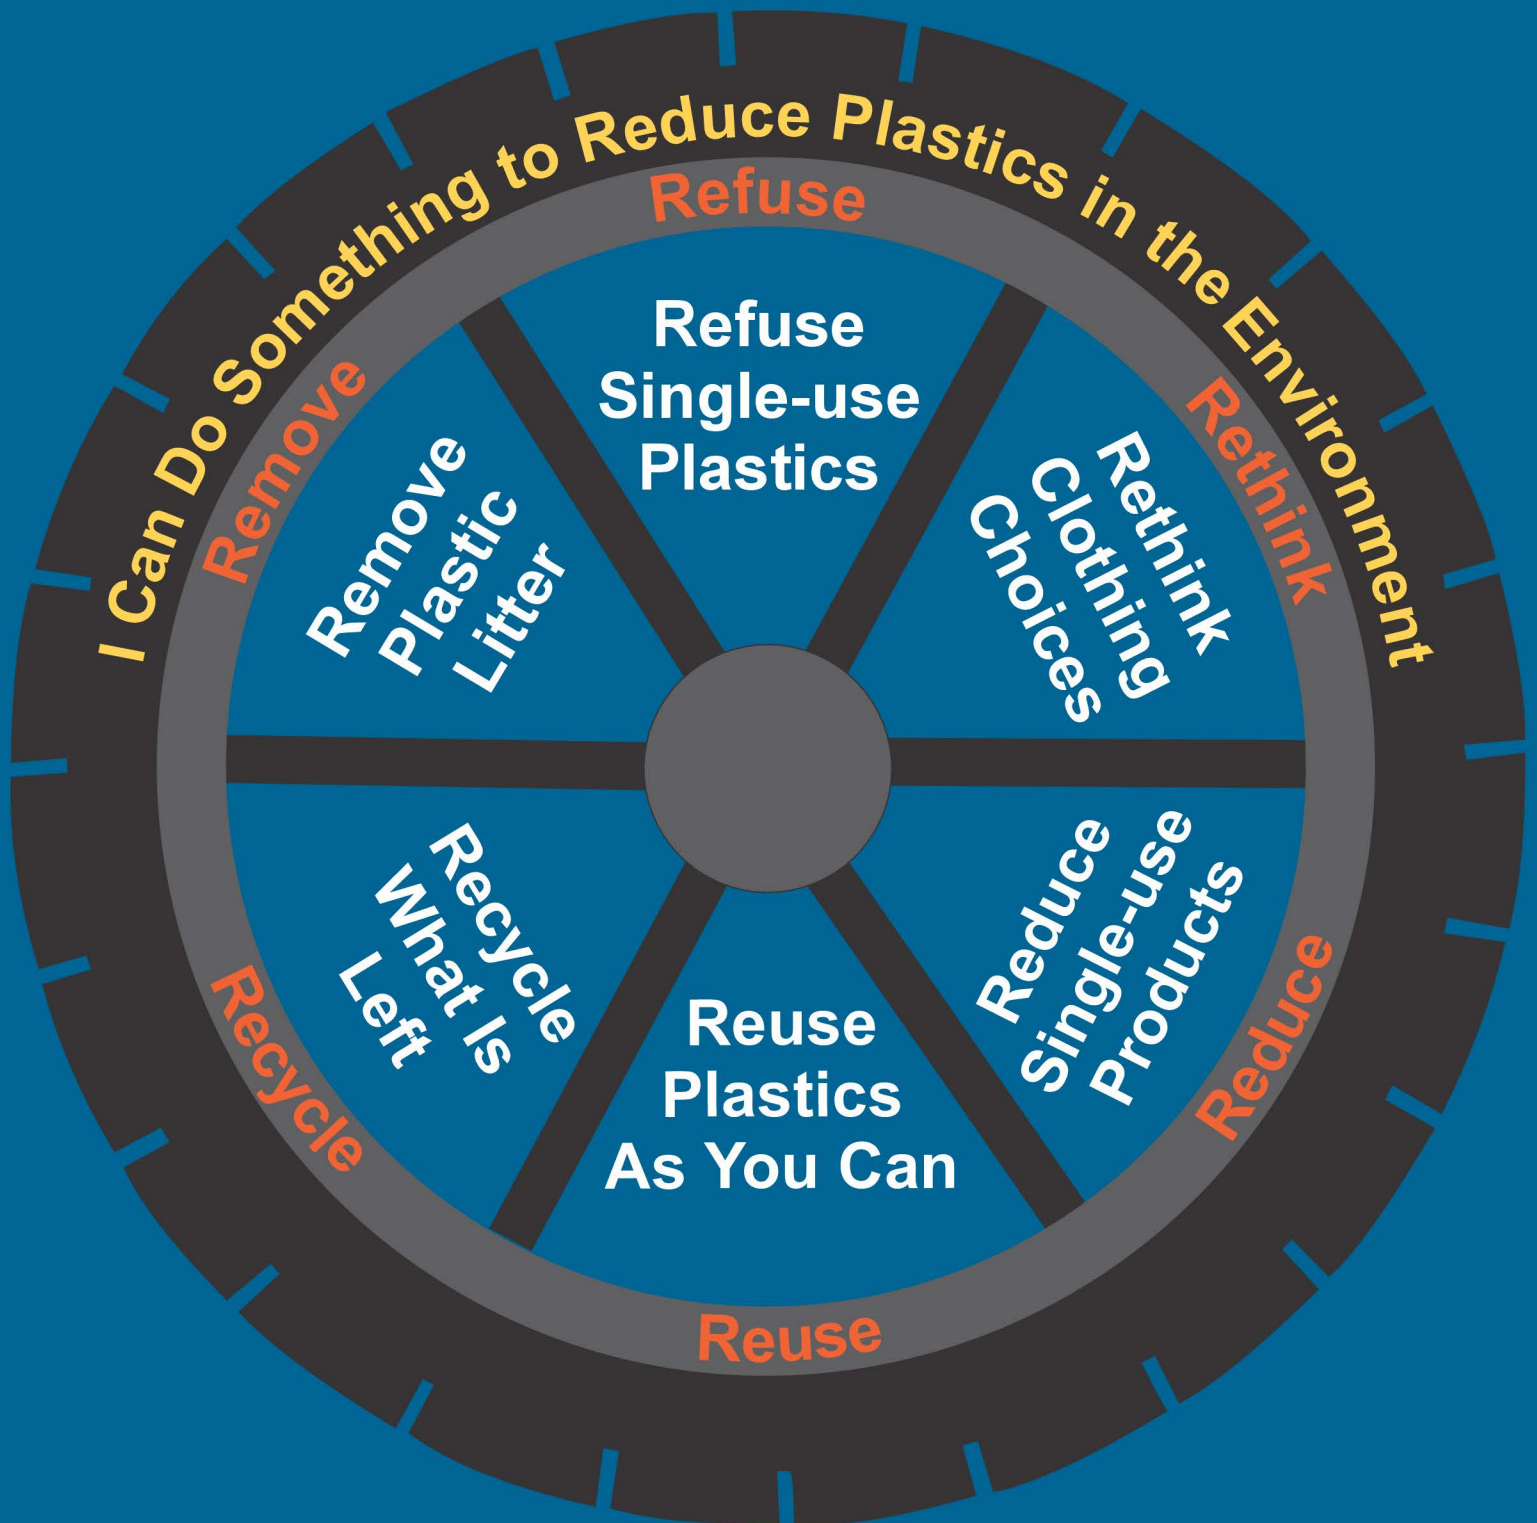 I Can Do Something to Reduce Plastics in the Environment
Refuse
Refuse
Single-use
Plastics
Rethink
Rethink
Clothing
Choices
Reduce
Reduce
Single-use
Products
Reuse
Reuse
Plastics
As You Can
Recycle
Recycle
What Is
Left
Remove
Remove
Plastic
Litter